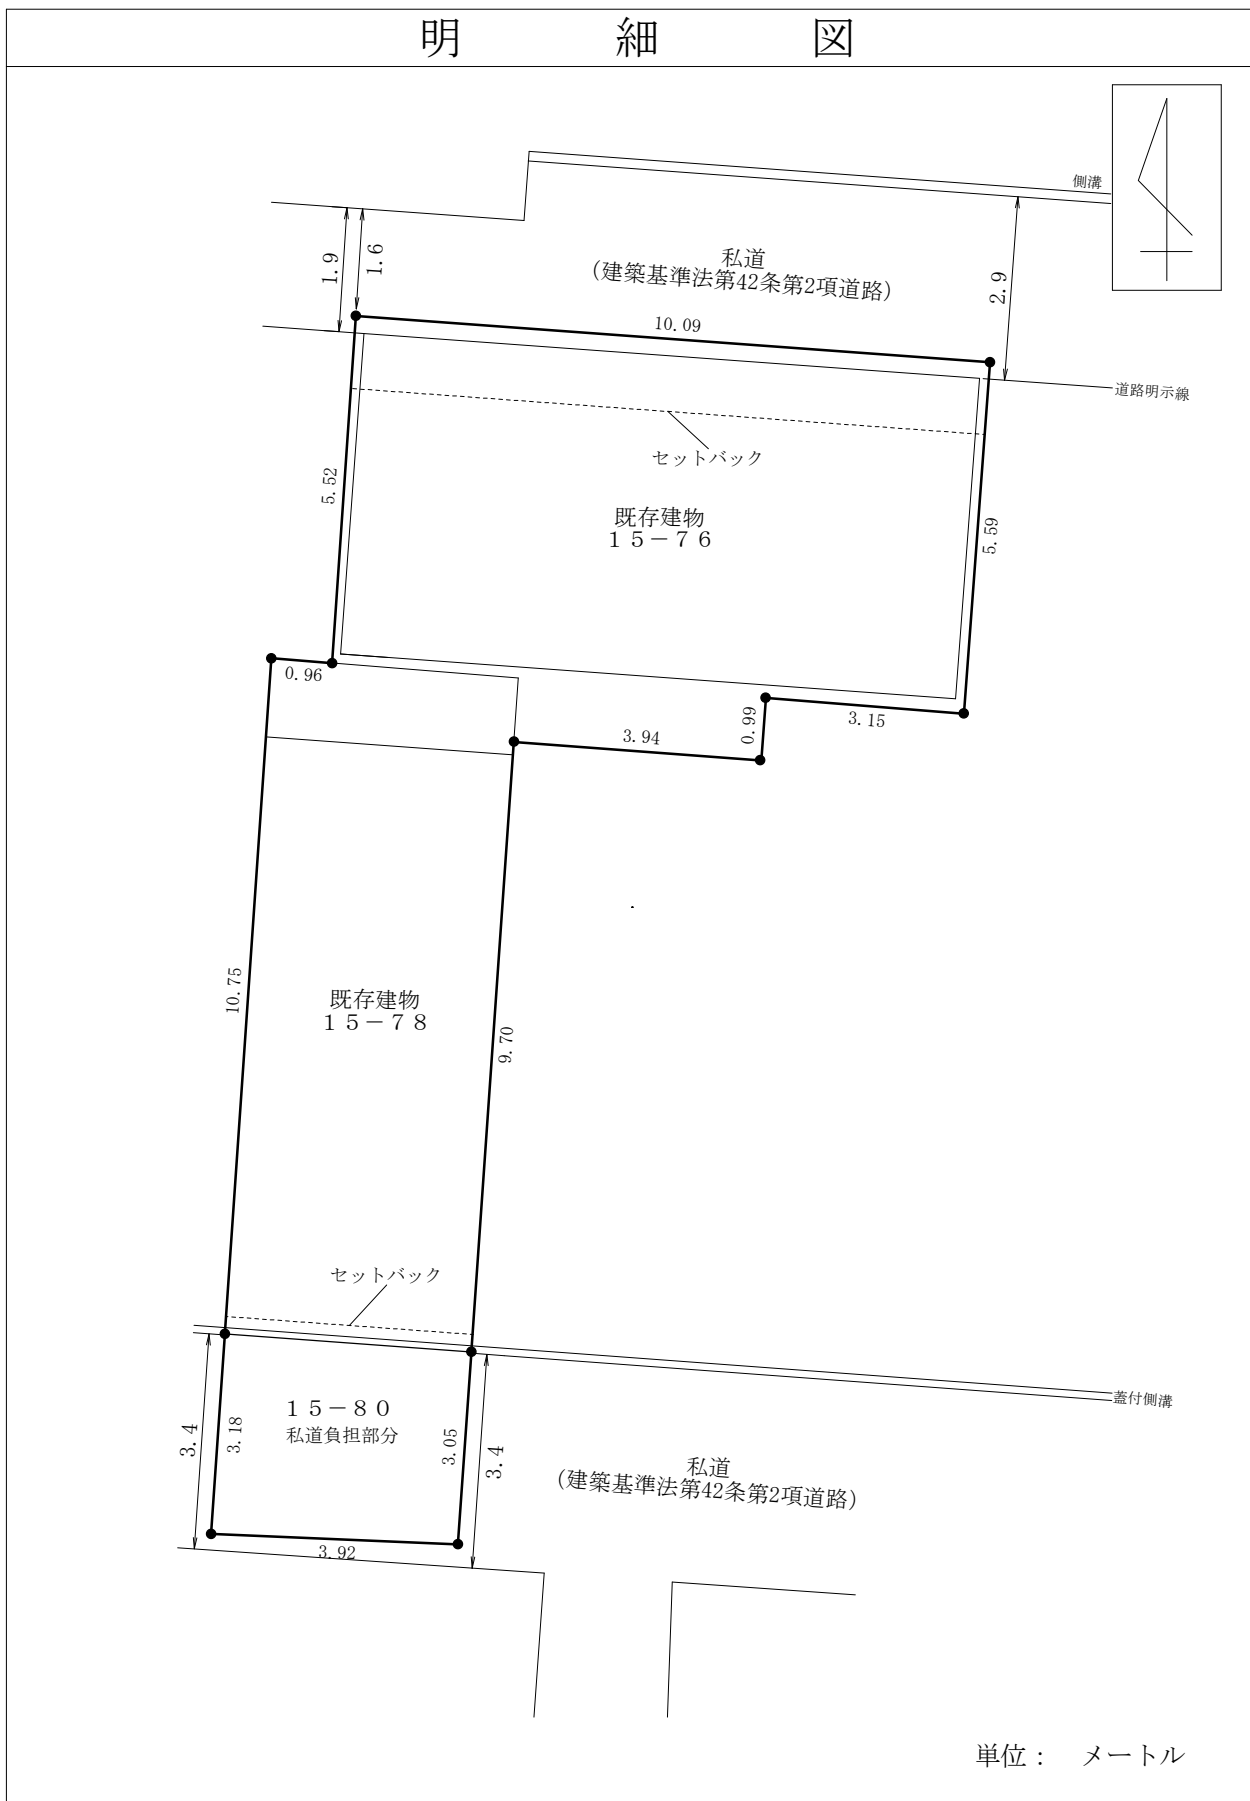 明細図
側溝
1.9
1.6
私道
(建築基準法第42条第2項道路)
2.9
10.09
道路明示線
セットバック
5.52
既存建物
15－76
5.59
0.96
3.94
0.99
3.15
10.75
既存建物
15－78
9.70
セットバック
蓋付側溝
3.4
3.18
15－80
私道負担部分
3.05
3.4
私道
(建築基準法第42条第2項道路)
3.92
単位： メートル